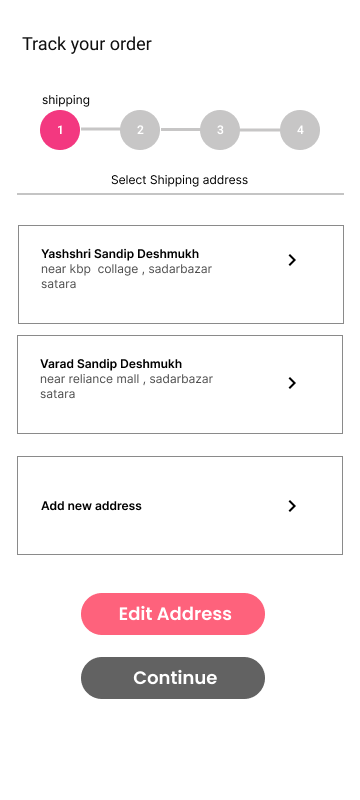 Track your order
shipping
1 2 3 4
Select Shipping address
Yashshri Sandip Deshmukh
near kbp  collage , sadarbazar
satara
Varad Sandip Deshmukh
near reliance mall , sadarbazar
satara
Add new address
Edit Address
Continue